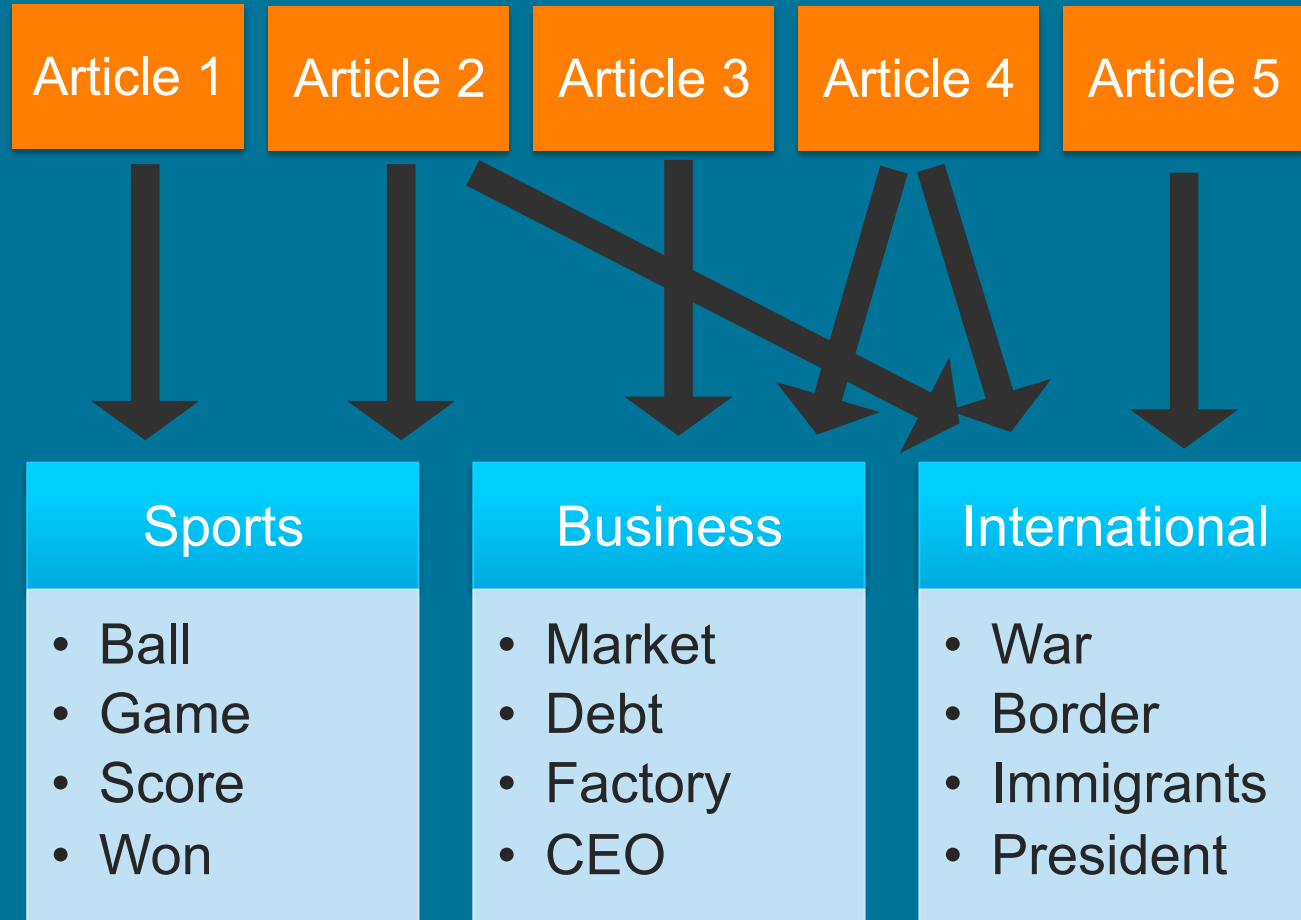 Article 1
Article 2
Article 3
Article 4
Article 5
Sports
• Ball
• Game
• Score
• Won
Business
• Market
• Debt
• Factory
• CEO
International
• War
• Border
• Immigrants
• President